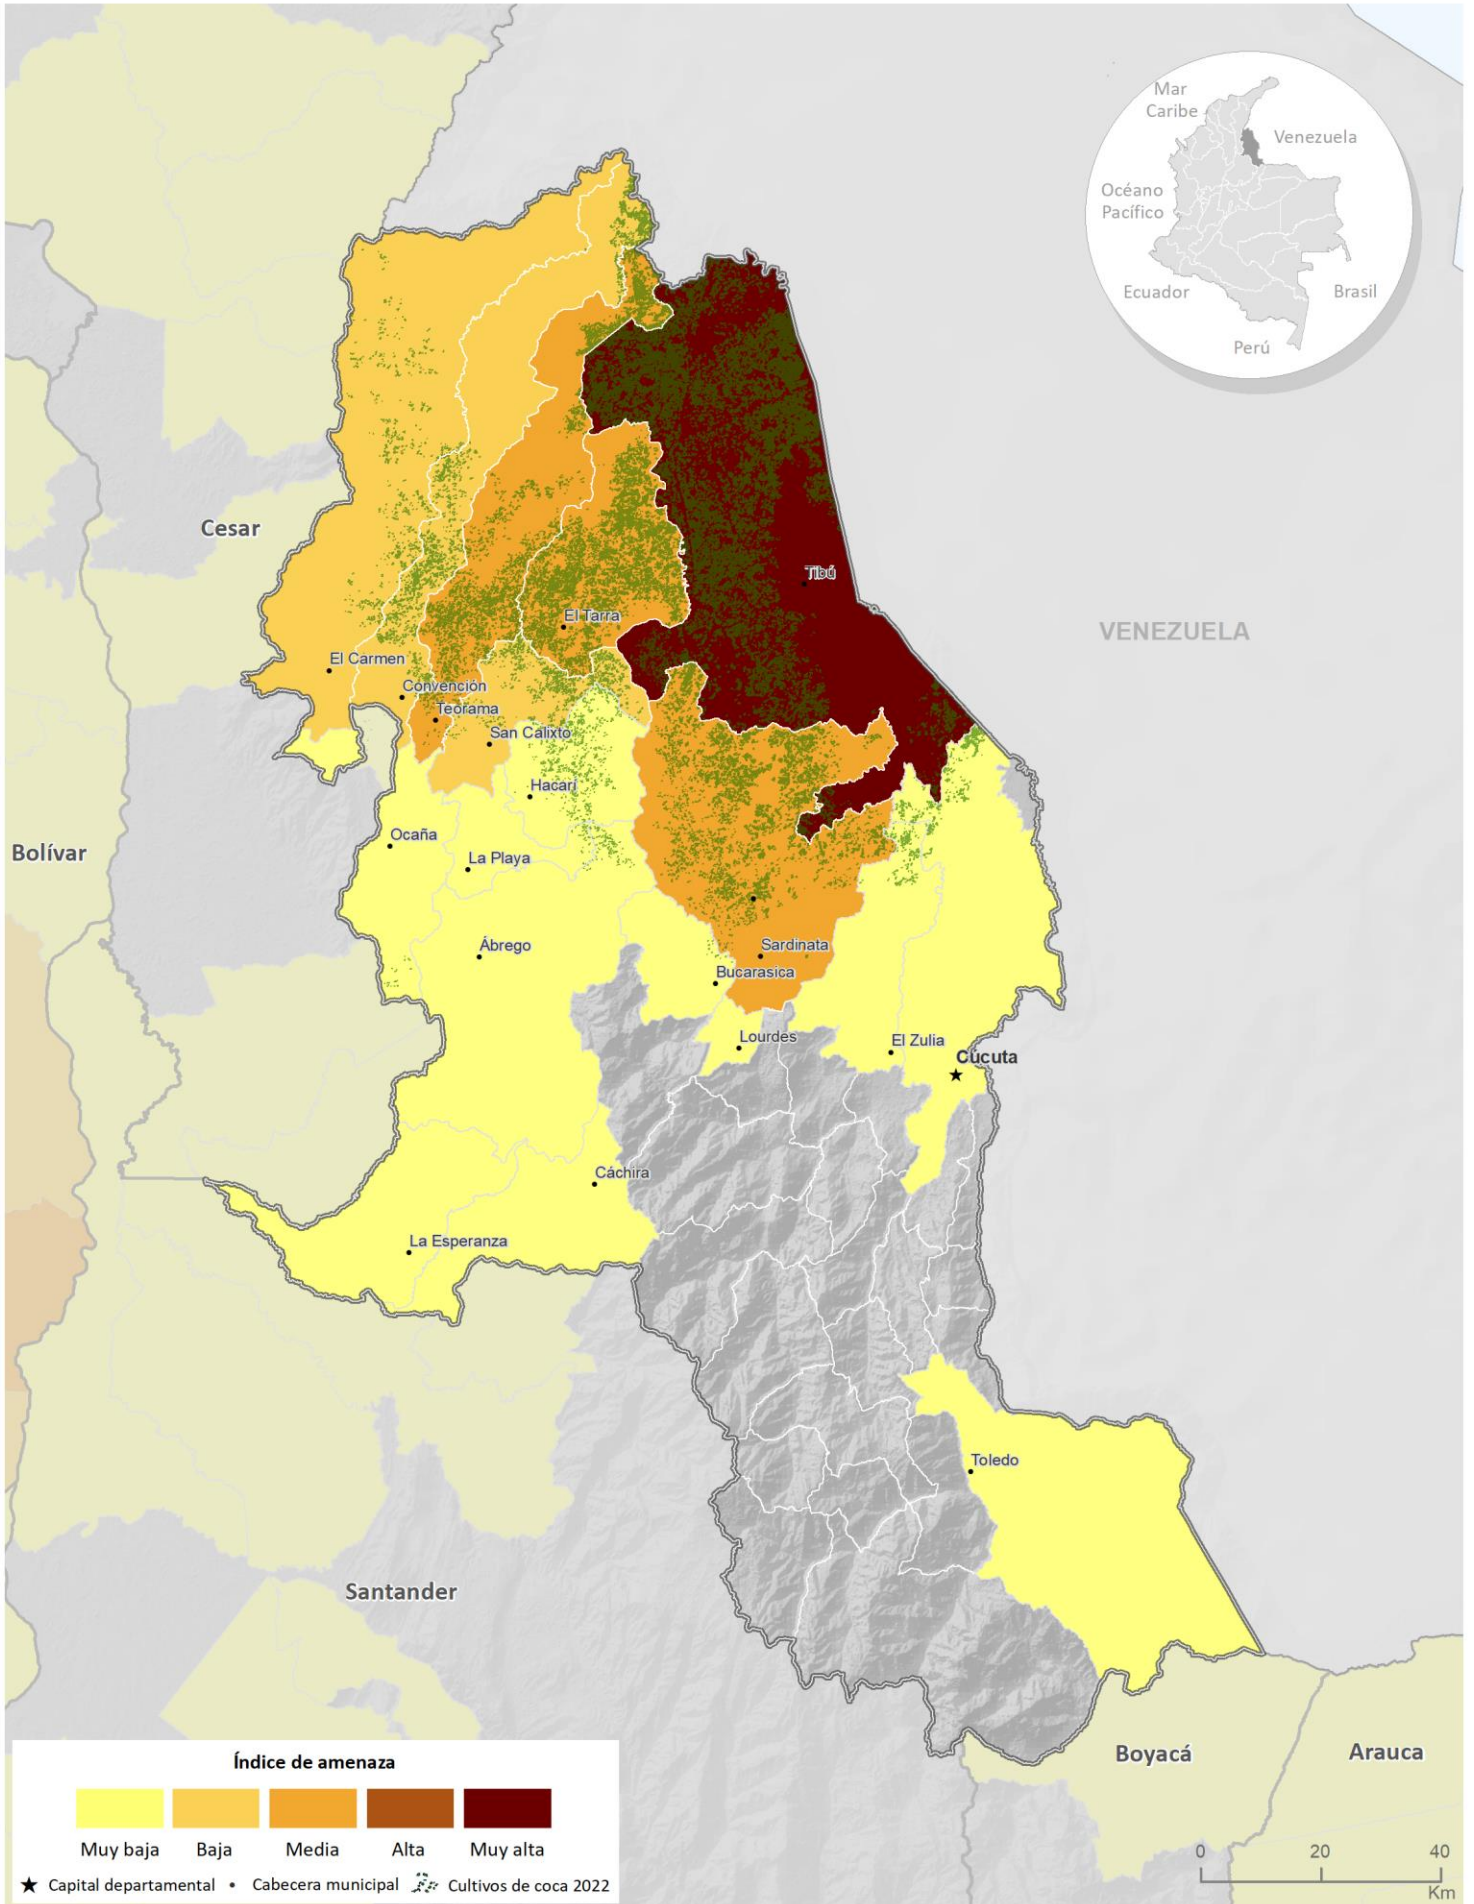 Mar
Caribe
Venezuela
Océano
Pacífico
Ecuador
Brasil
Perú
Cesar
Tibú
VENEZUELA
El Tarra
El Carmen
Convención
Teorama
San Calixto
Hacarí
Ocaña
La Playa
Bolívar
Ábrego
Sardinata
Bucarasica
Lourdes
El Zulia
Cúcuta
Cáchira
La Esperanza
Toledo
Santander
Boyacá
Arauca
Índice de amenaza
Muy baja Baja Media Alta Muy alta
Capital departamental Cabecera municipal Cultivos de coca 2022
0 20 40
Km